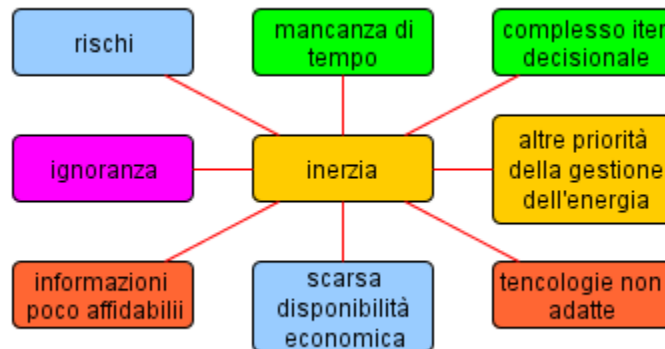 rischi
mancanza di
tempo
complesso iter
decisionale
ignoranza
inerzia
altre priorità
della gestione
dell'energia
informazioni
poco affidabilii
scarsa
disponibilità
economica
tencologie non
adatte